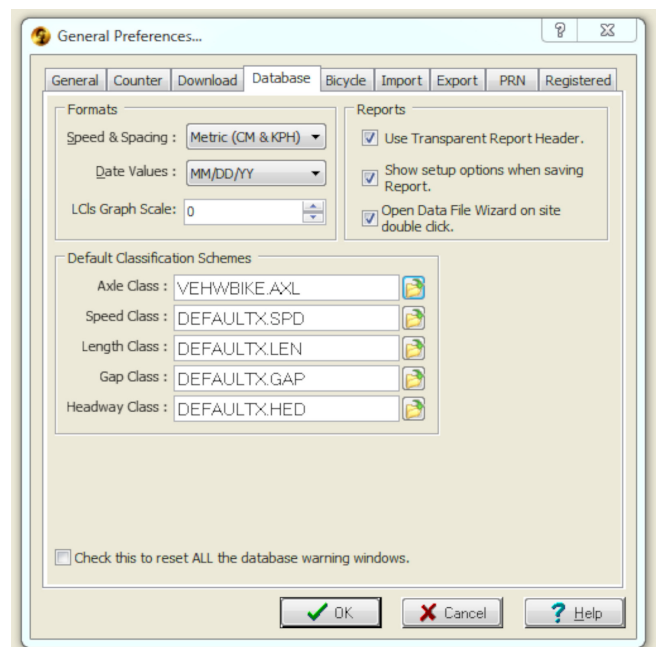 General Preferences...
General Counter Download Database Bicycle Import Export PRN Registered
Formats
Speed & Spacing : Metric (CM & KPH)
Date Values : MM/DD/YY
LCls Graph Scale: 0
Reports
Use Transparent Report Header.
Show setup options when saving
Report.
Open Data File Wizard on site
double click.
Default Classification Schemes
Axle Class : VEHWBIKE.AXL
Speed Class : DEFAULTX.SPD
Length Class : DEFAULTX.LEN
Gap Class : DEFAULTX.GAP
Headway Class : DEFAULTX.HED
Check this to reset ALL the database warning windows.
OK Cancel ? Help